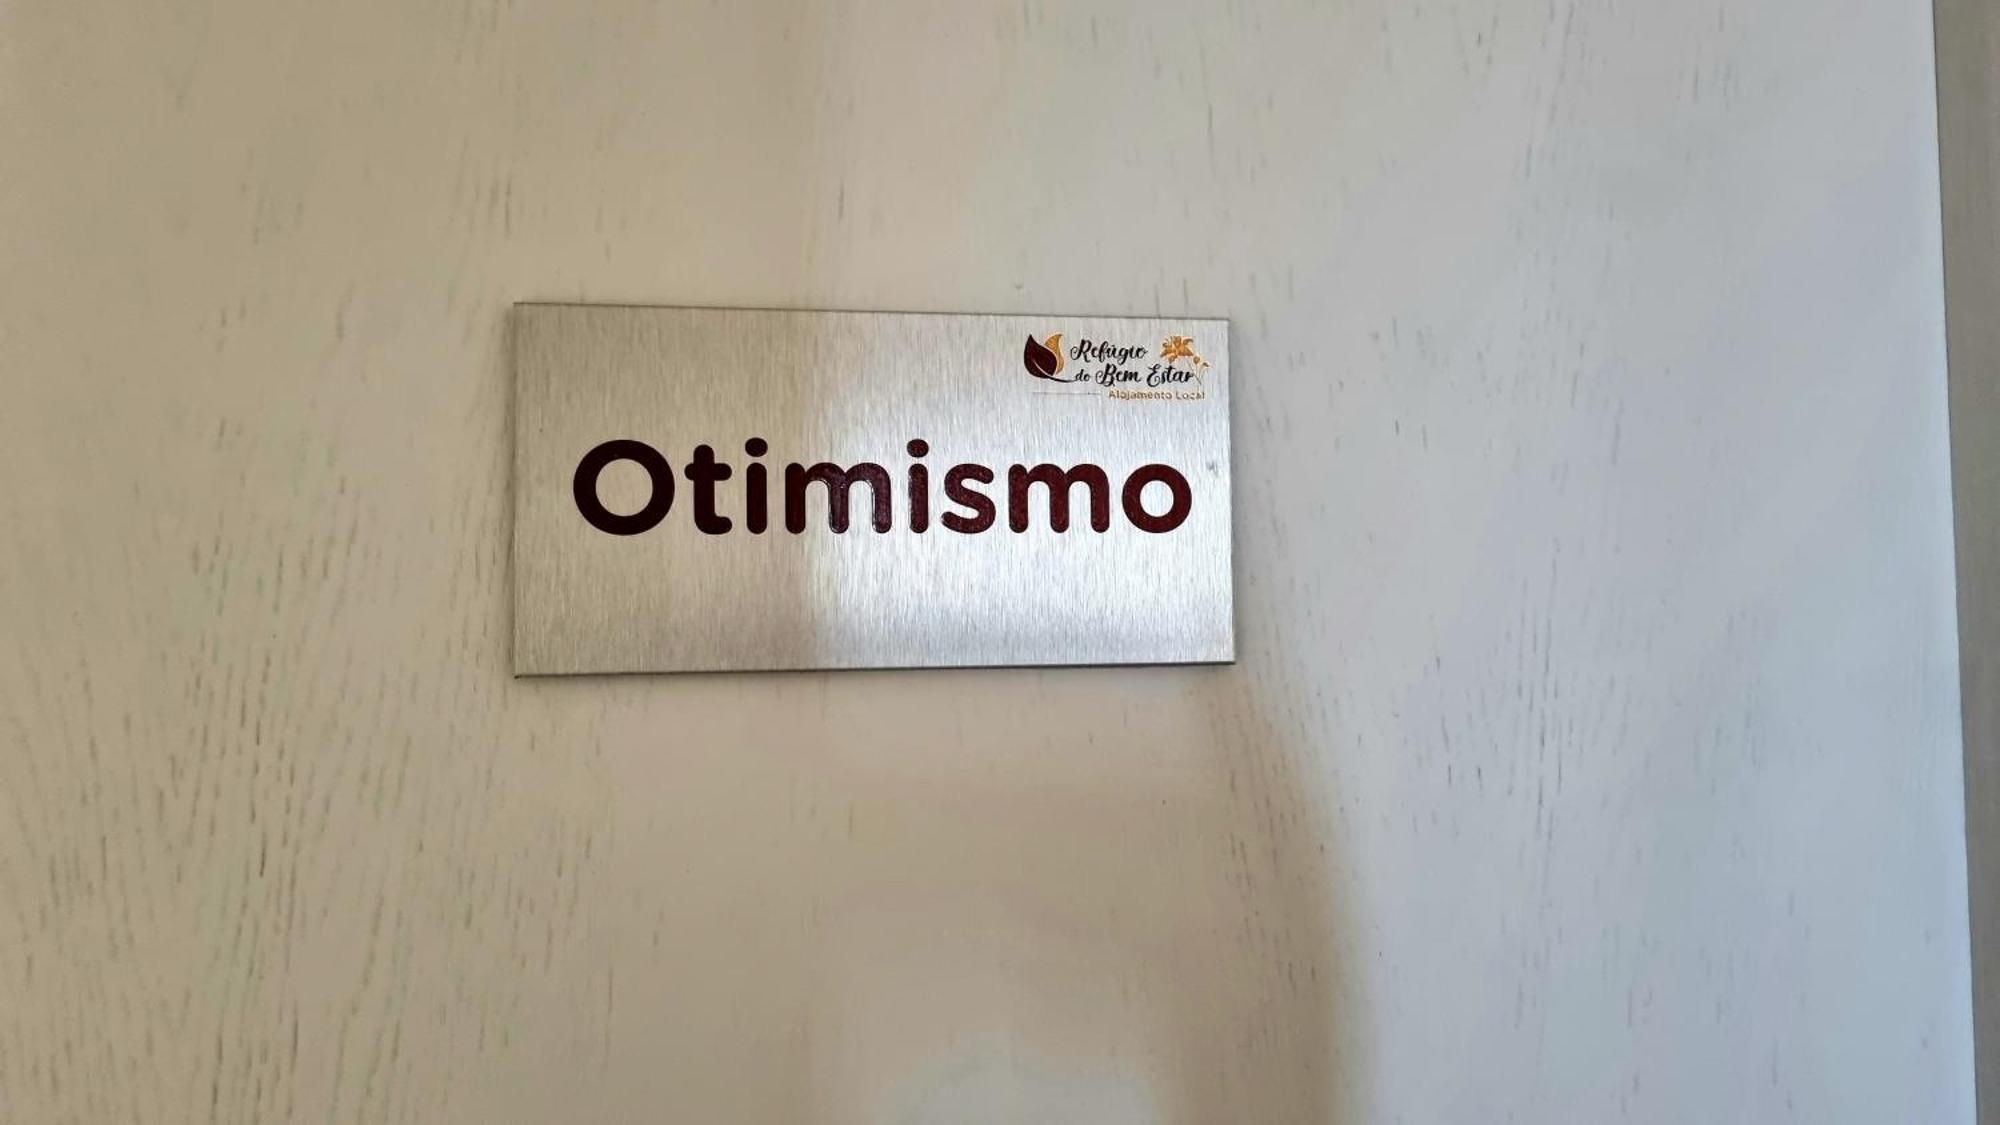 Refúgio
do Bem Estar
Alojamento Local
Otimismo